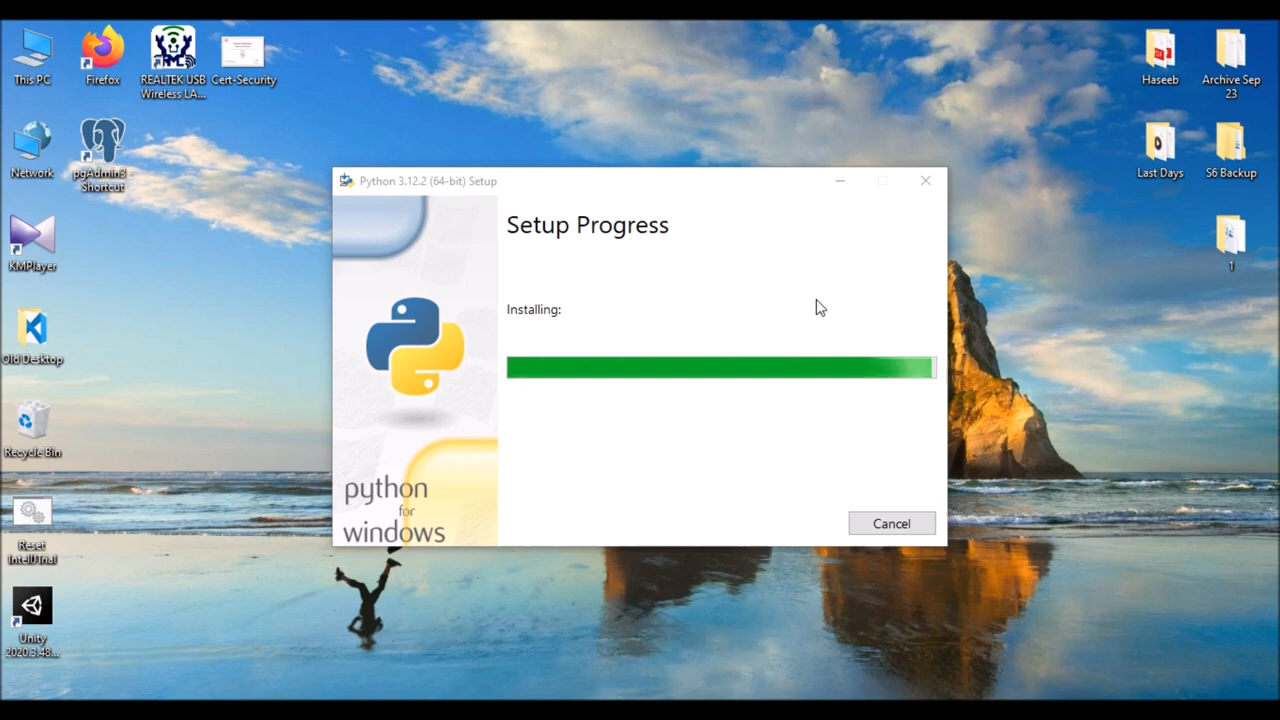 This PC
Firefox
REALTEK USB
Wireless LA...
Cert-Security
Haseeb
Archive Sep
23
Network
pgAdmin3 -
Shortcut
Last Days
S6 Backup
KMPlayer
1
Old Desktop
Recycle Bin
Reset
IntelIJTrial
Unity
2020.3.48...
Python 3.12.2 (64-bit) Setup
Setup Progress
Installing:
python
for
windows
Cancel